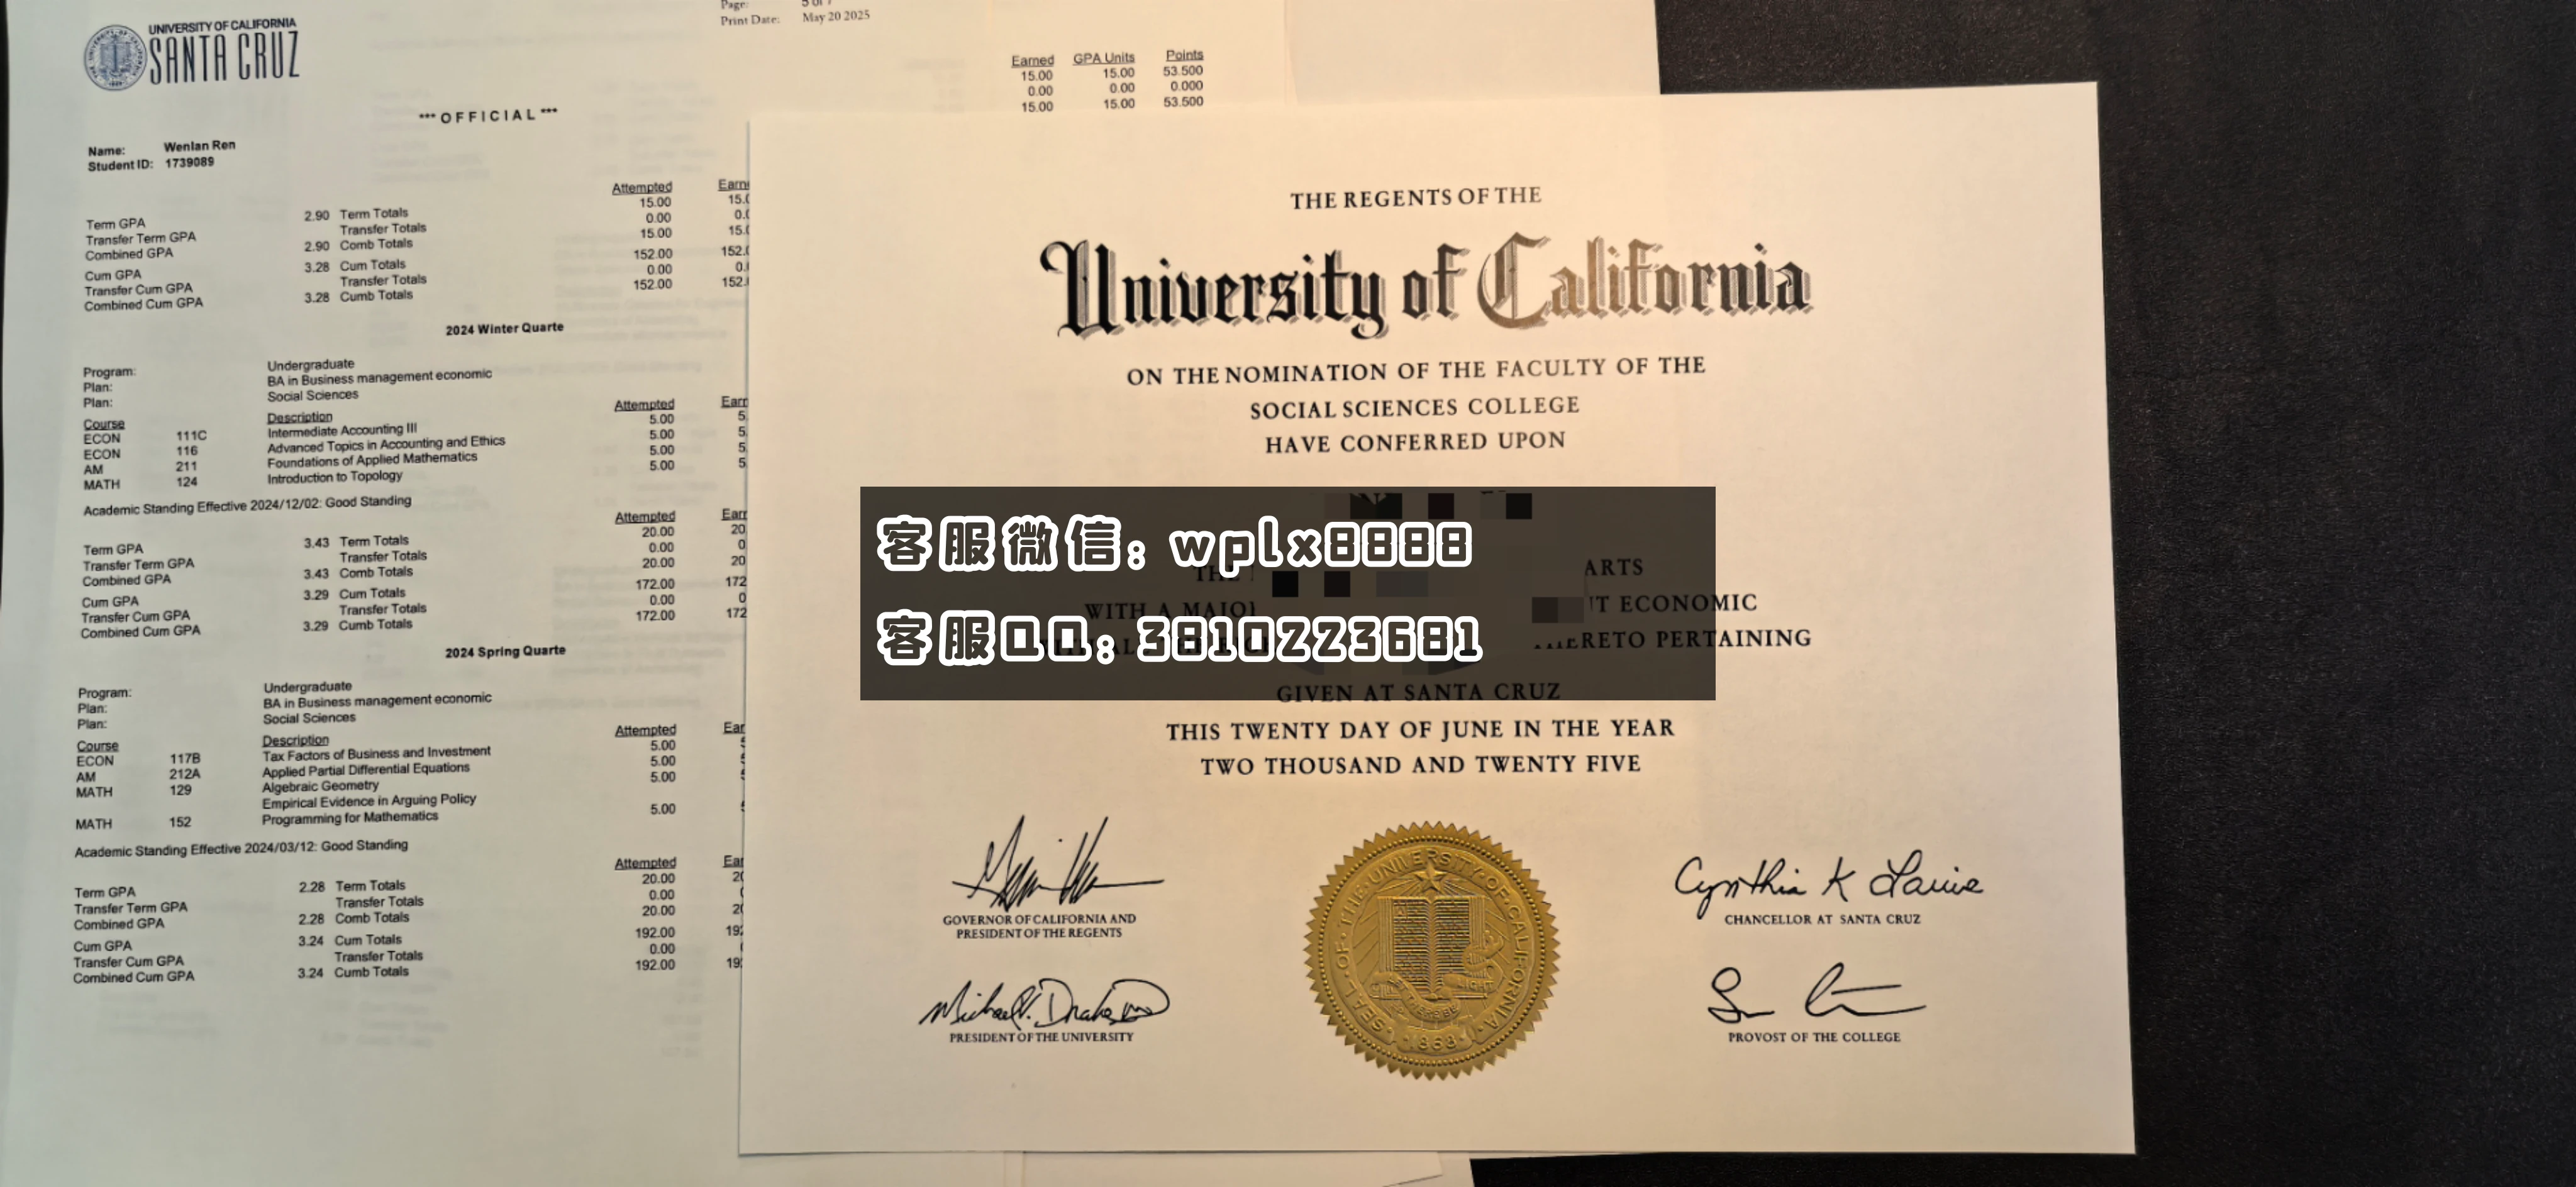 UNIVERSITY OF CALIFORNIA
SANTA CRUZ
Page: 5 of 7
Print Date: May 20 2025
Earned GPA Units Points
15.00 15.00 53.500
0.00 0.00 0.000
15.00 15.00 53.500
*** O F F I C I A L ***
Name: Wenlan Ren
Student ID: 1739089
Attempted
Term GPA 2.90 Term Totals 15.00
Transfer Term GPA Transfer Totals 0.00
Combined GPA 2.90 Comb Totals 15.00
Cum GPA 3.28 Cum Totals 152.00
Transfer Cum GPA Transfer Totals 0.00
Combined Cum GPA 3.28 Cumb Totals 152.00
2024 Winter Quarte
Program: Undergraduate
Plan: BA in Business management economic
Plan: Social Sciences
Course Description Attempted
ECON 111C Intermediate Accounting III 5.00
ECON 116 Advanced Topics in Accounting and Ethics 5.00
AM 211 Foundations of Applied Mathematics 5.00
MATH 124 Introduction to Topology 5.00
Academic Standing Effective 2024/12/02: Good Standing
Attempted
Term GPA 3.43 Term Totals 20.00
Transfer Term GPA Transfer Totals 0.00
Combined GPA 3.43 Comb Totals 20.00
Cum GPA 3.29 Cum Totals 172.00
Transfer Cum GPA Transfer Totals 0.00
Combined Cum GPA 3.29 Cumb Totals 172.00
2024 Spring Quarte
Program: Undergraduate
Plan: BA in Business management economic
Plan: Social Sciences
Course Description Attempted
ECON 117B Tax Factors of Business and Investment 5.00
AM 212A Applied Partial Differential Equations 5.00
MATH 129 Algebraic Geometry 5.00
Empirical Evidence in Arguing Policy
MATH 152 Programming for Mathematics 5.00
Academic Standing Effective 2024/03/12: Good Standing
Attempted
Term GPA 2.28 Term Totals 20.00
Transfer Term GPA Transfer Totals 0.00
Combined GPA 2.28 Comb Totals 20.00
Cum GPA 3.24 Cum Totals 192.00
Transfer Cum GPA Transfer Totals 0.00
Combined Cum GPA 3.24 Cumb Totals 192.00
THE REGENTS OF THE
University of California
ON THE NOMINATION OF THE FACULTY OF THE
SOCIAL SCIENCES COLLEGE
HAVE CONFERRED UPON
客服微信: wplx8888
THE ARTS
WITH A ECONOMIC
客服QQ: 3810223681
PERTAINING
GIVEN AT SANTA CRUZ
THIS TWENTY DAY OF JUNE IN THE YEAR
TWO THOUSAND AND TWENTY FIVE
GOVERNOR OF CALIFORNIA AND
PRESIDENT OF THE REGENTS
Cynthia K Larive
CHANCELLOR AT SANTA CRUZ
Michael V. Drake
PRESIDENT OF THE UNIVERSITY
PROVOST OF THE COLLEGE
SEAL OF THE UNIVERSITY OF CALIFORNIA
LET THERE BE LIGHT
1868